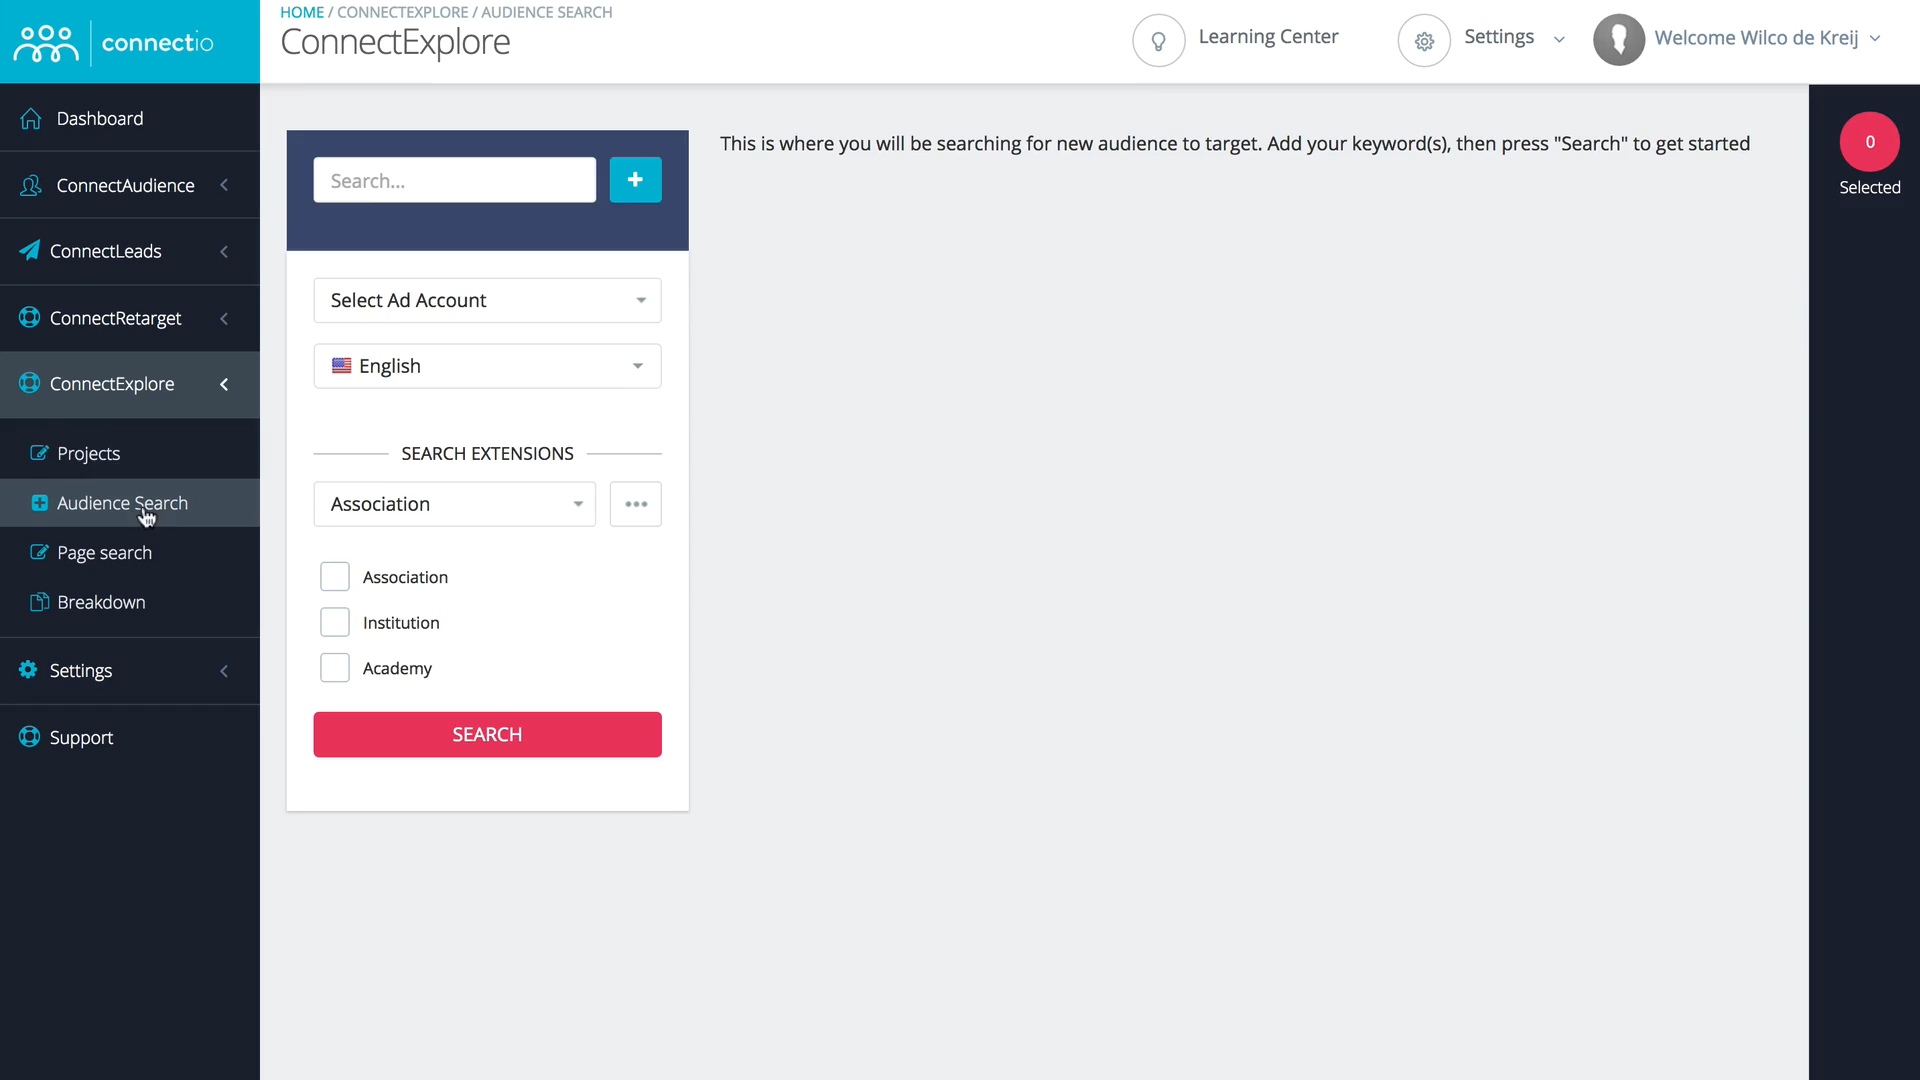 connectio
HOME / CONNECTEXPLORE / AUDIENCE SEARCH
ConnectExplore
Learning Center
Settings
Welcome Wilco de Kreij
Dashboard
ConnectAudience
ConnectLeads
ConnectRetarget
ConnectExplore
Projects
Audience Search
Page search
Breakdown
Settings
Support
Search...
+
Select Ad Account
English
SEARCH EXTENSIONS
Association
Association
Institution
Academy
SEARCH
This is where you will be searching for new audience to target. Add your keyword(s), then press "Search" to get started
0
Selected